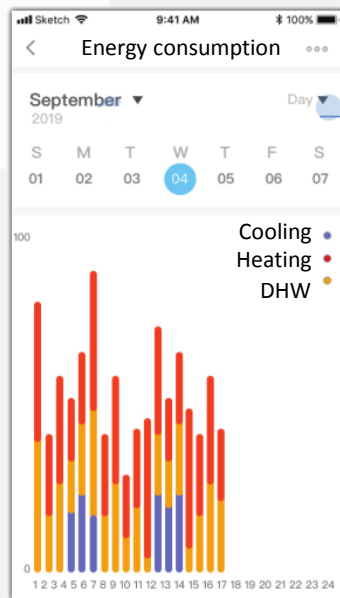 Sketch 9:41 AM 100%
Energy consumption
September Day
2019
S M T W T F S
01 02 03 04 05 06 07
100
Cooling
Heating
DHW
0
1 2 3 4 5 6 7 8 9 10 11 12 13 14 15 16 17 18 19 20 21 22 23 24